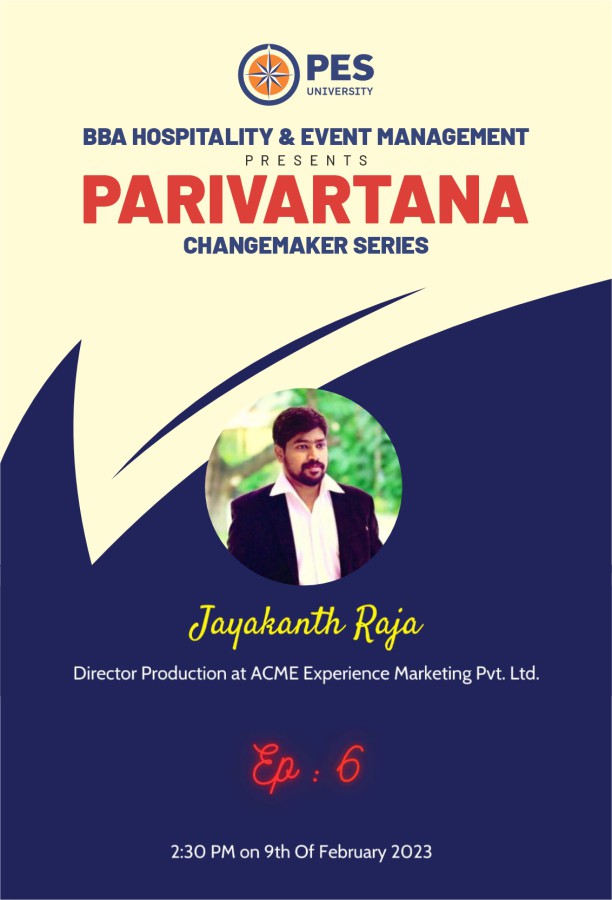 PES
UNIVERSITY
BBA HOSPITALITY & EVENT MANAGEMENT
PRESENTS
PARIVARTANA
CHANGEMAKER SERIES
Jayakanth Raja
Director Production at ACME Experience Marketing Pvt. Ltd.
Ep : 6
2:30 PM on 9th Of February 2023